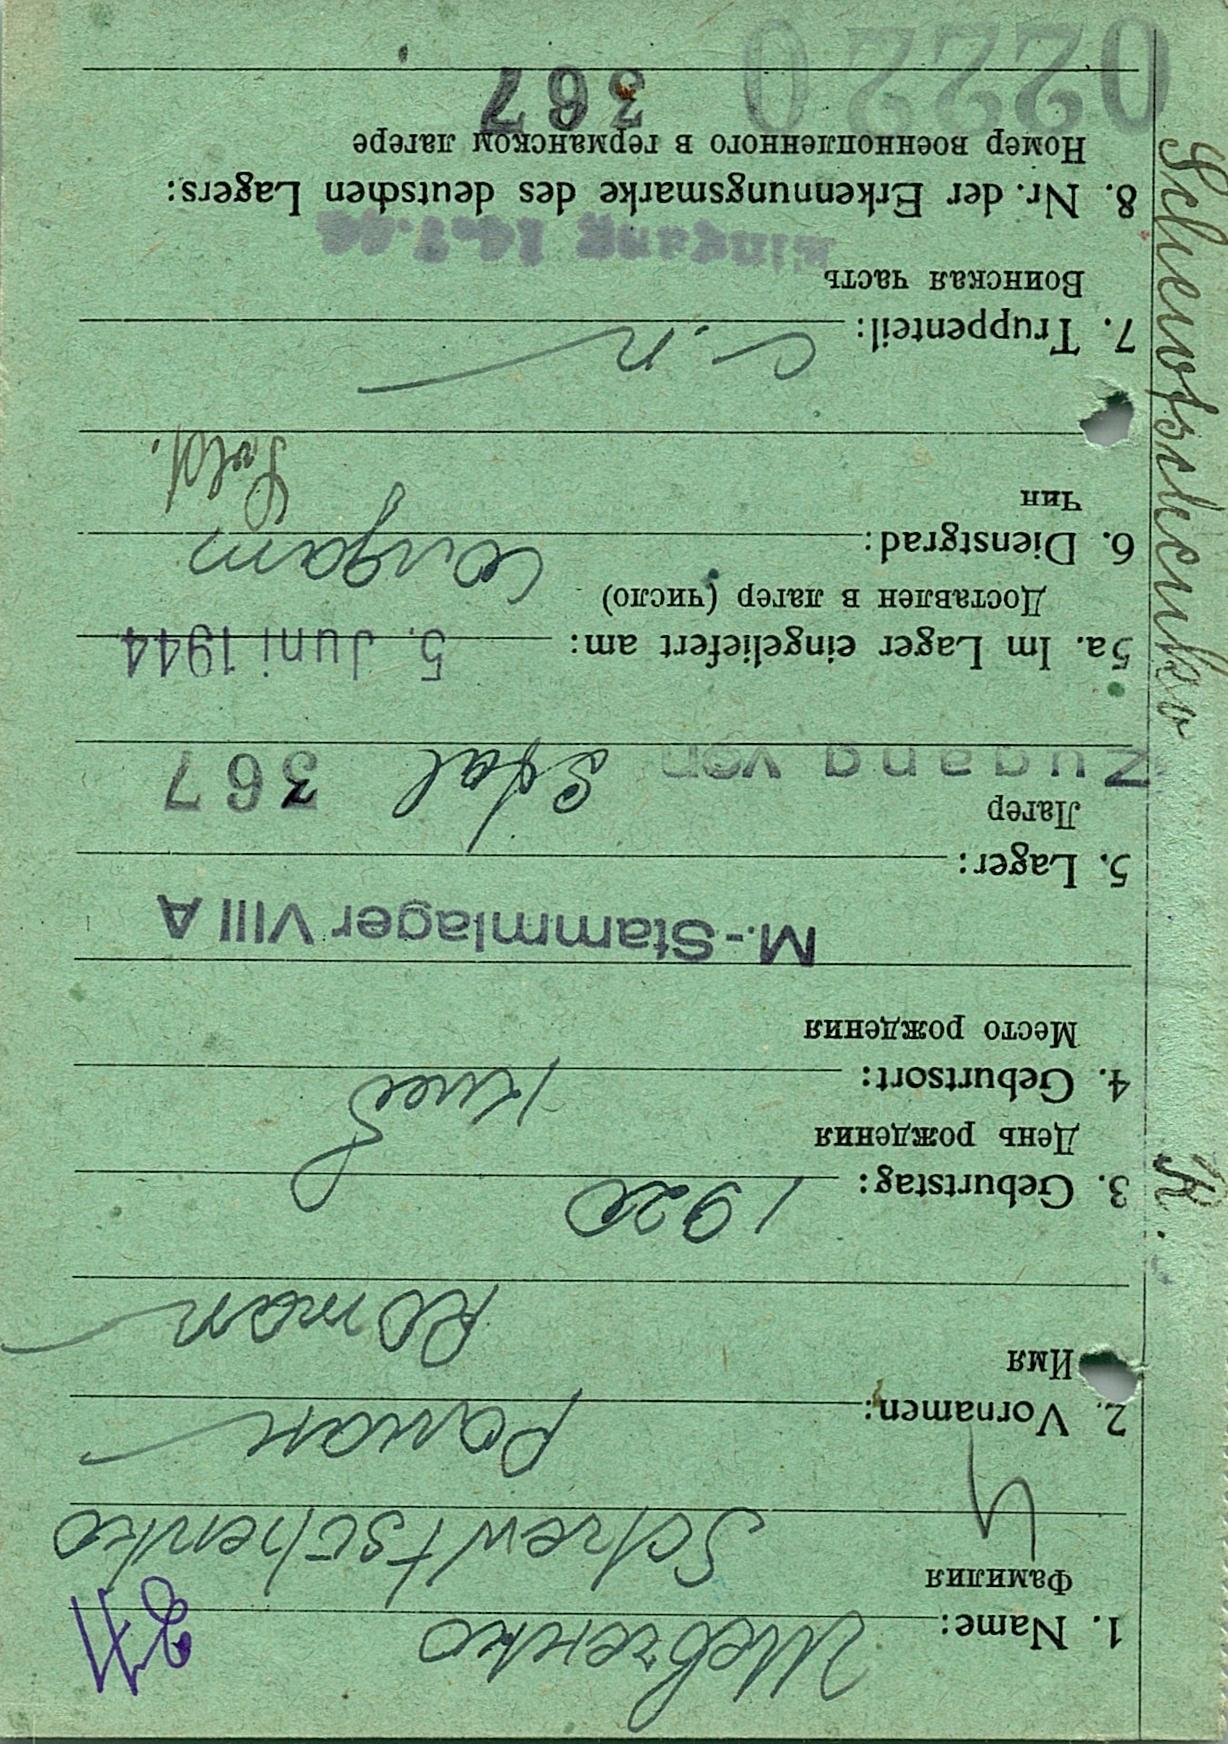 1. Name: Шевченко
Фамилия
Schewtschenko
2. Vornamen: Роман
Имя
Roman
3. Geburtstag: 1920
День рождения
4. Geburtsort: Киев
Место рождения
M.-Stammlager VIII A
5. Lager:
Лагерь
Zugang von Stal 367
5a. Im Lager eingeliefert am: 5. Juni 1944
Доставлен в лагерь (число)
6. Dienstgrad: солдат
Чин
Sold.
7. Truppenteil: с.п
Воинская часть
Eingang
8. Nr. der Erkennungsmarke des deutschen Lagers:
Номер военнопленного в германском лагере
367 02220
Schewtschenko R.